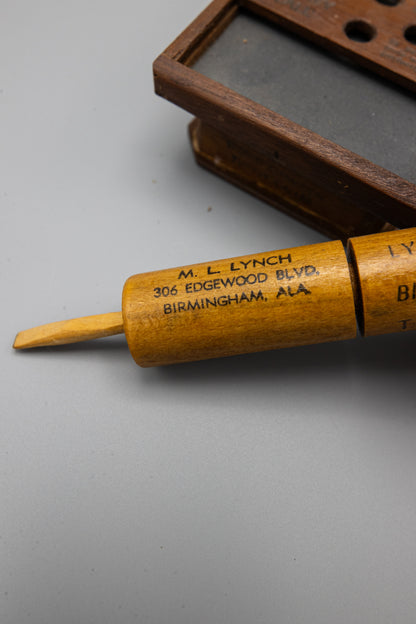 M. L. LYNCH
306 EDGEWOOD BLVD.
BIRMINGHAM, ALA.